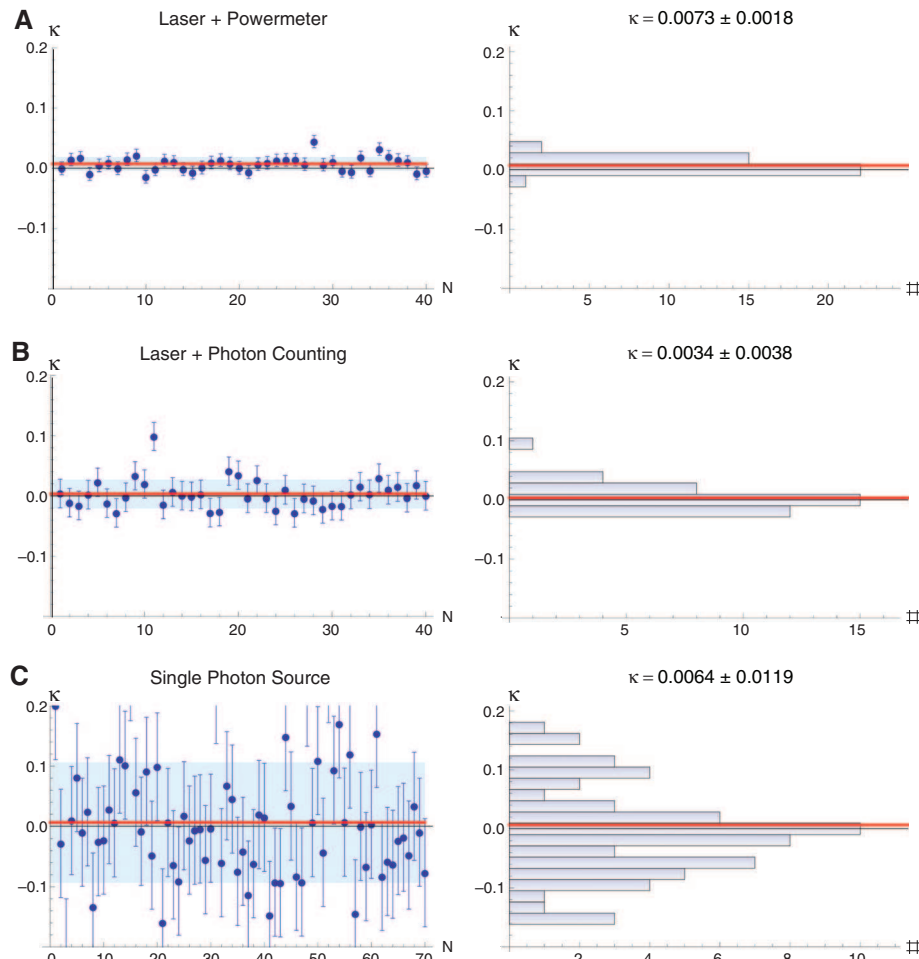 A Laser + Powermeter κ = 0.0073 ± 0.0018
κ
0.2
0.1
0.0
−0.1
0 10 20 30 40 N
0.2
0.1
0.0
−0.1
5 10 15 20 #
B Laser + Photon Counting κ = 0.0034 ± 0.0038
κ
0.2
0.1
0.0
−0.1
0 10 20 30 40 N
κ
0.2
0.1
0.0
−0.1
5 10 15 #
C Single Photon Source κ = 0.0064 ± 0.0119
κ
0.2
0.1
0.0
−0.1
0 10 20 30 40 50 60 70 N
κ
0.2
0.1
0.0
−0.1
2 4 6 8 10 #